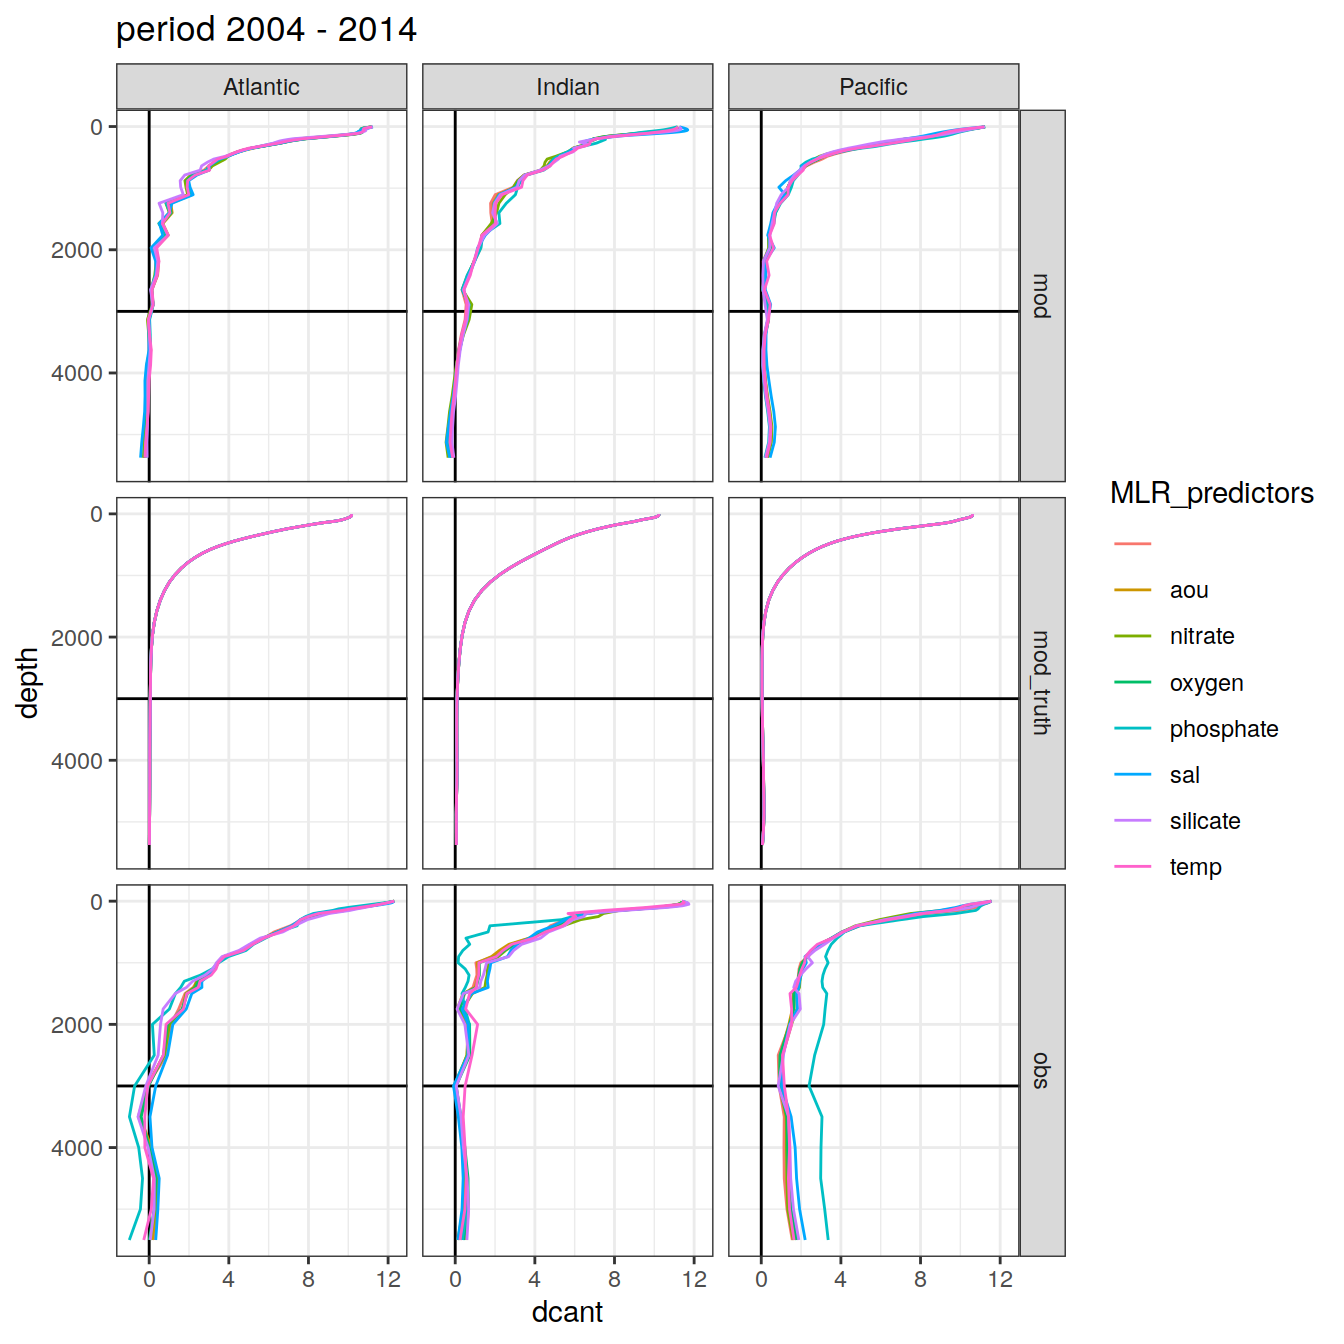 period 2004 - 2014
Atlantic Indian Pacific
0
2000
4000
mod
0
2000
4000
mod_truth
0
2000
4000
obs
depth
0 4 8 12 0 4 8 12 0 4 8 12
dcant
MLR_predictors
aou
nitrate
oxygen
phosphate
sal
silicate
temp